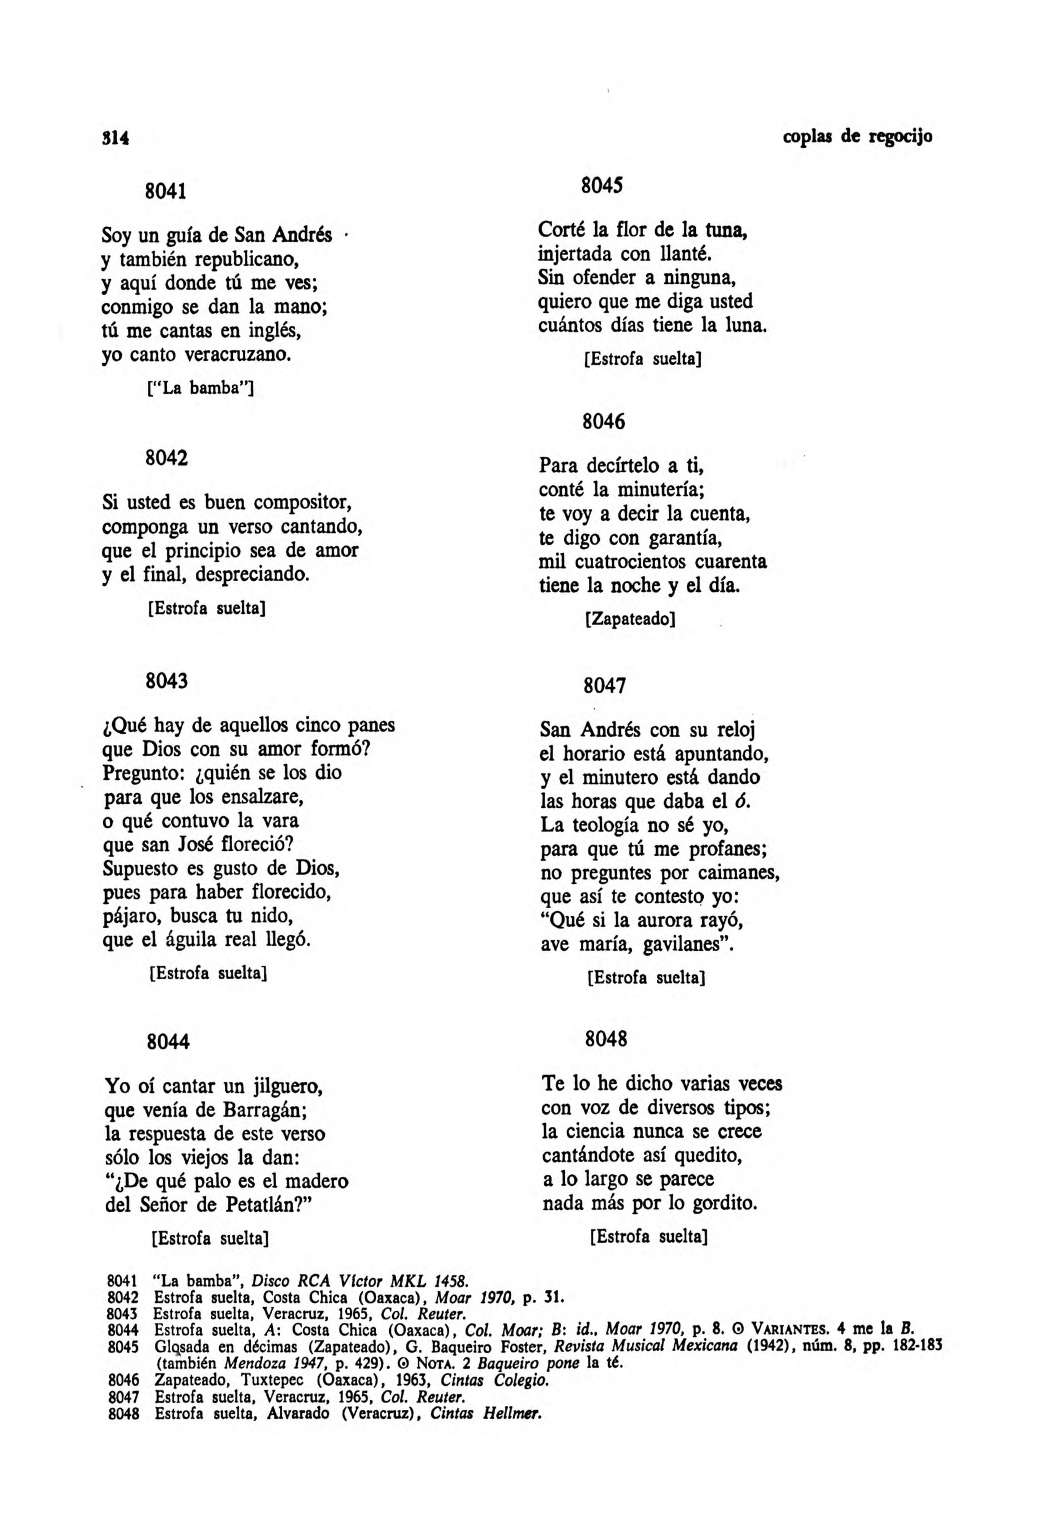 314
coplas de regocijo
8041
Soy un guía de San Andrés
y también republicano,
y aquí donde tú me ves;
conmigo se dan la mano;
tú me cantas en inglés,
yo canto veracruzano.
["La bamba"]
8042
Si usted es buen compositor,
componga un verso cantando,
que el principio sea de amor
y el final, despreciando.
[Estrofa suelta]
8043
¿Qué hay de aquellos cinco panes
que Dios con su amor formó?
Pregunto: ¿quién se los dio
para que los ensalzare,
o qué contuvo la vara
que san José floreció?
Supuesto es gusto de Dios,
pues para haber florecido,
pájaro, busca tu nido,
que el águila real llegó.
[Estrofa suelta]
8044
Yo oí cantar un jilguero,
que venía de Barragán;
la respuesta de este verso
sólo los viejos la dan:
"¿De qué palo es el madero
del Señor de Petatlán?"
[Estrofa suelta]
8045
Corté la flor de la tuna,
injertada con llanté.
Sin ofender a ninguna,
quiero que me diga usted
cuántos días tiene la luna.
[Estrofa suelta]
8046
Para decírtelo a ti,
conté la minutería;
te voy a decir la cuenta,
te digo con garantía,
mil cuatrocientos cuarenta
tiene la noche y el día.
[Zapateado]
8047
San Andrés con su reloj
el horario está apuntando,
y el minutero está dando
las horas que daba el ó.
La teología no sé yo,
para que tú me profanes;
no preguntes por caimanes,
que así te contesto yo:
"Qué si la aurora rayó,
ave maría, gavilanes".
[Estrofa suelta]
8048
Te lo he dicho varias veces
con voz de diversos tipos;
la ciencia nunca se crece
cantándote así quedito,
a lo largo se parece
nada más por lo gordito.
[Estrofa suelta]
8041 "La bamba", Disco RCA Víctor MKL 1458.
8042 Estrofa suelta, Costa Chica (Oaxaca), Moar 1970, p. 31.
8043 Estrofa suelta, Veracruz, 1965, Col. Reuter.
8044 Estrofa suelta, A: Costa Chica (Oaxaca), Col. Moar; B: id., Moar 1970, p. 8. ⊙ VARIANTES. 4 me la B.
8045 Glosada en décimas (Zapateado), G. Baqueiro Foster, Revista Musical Mexicana (1942), núm. 8, pp. 182-183
(también Mendoza 1947, p. 429). ⊙ NOTA. 2 Baqueiro pone la té.
8046 Zapateado, Tuxtepec (Oaxaca), 1963, Cintas Colegio.
8047 Estrofa suelta, Veracruz, 1965, Col. Reuter.
8048 Estrofa suelta, Alvarado (Veracruz), Cintas Hellmer.